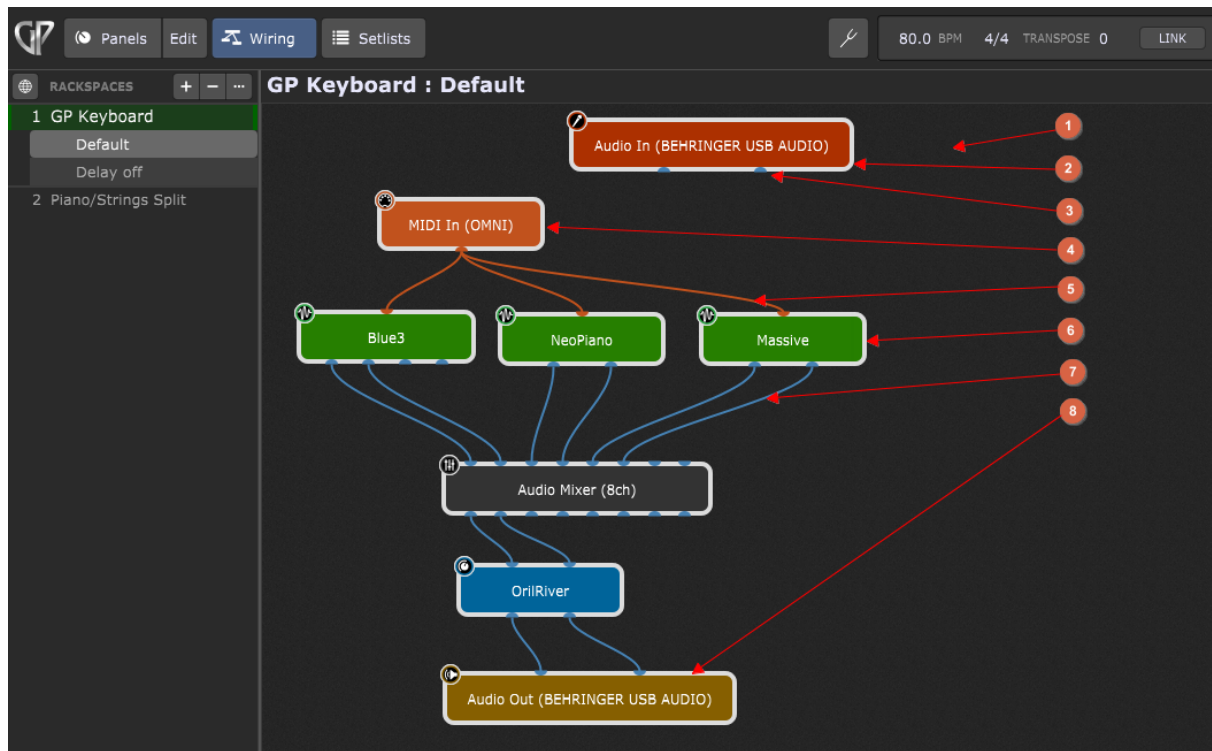 GP Panels Edit Wiring Setlists 80.0 BPM 4/4 TRANSPOSE 0 LINK
RACKSPACES + − ... GP Keyboard : Default
1 GP Keyboard
Default
Delay off
2 Piano/Strings Split
Audio In (BEHRINGER USB AUDIO)
1
2
3
MIDI In (OMNI)
4
5
Blue3 NeoPiano Massive
6
7
8
Audio Mixer (8ch)
OrilRiver
Audio Out (BEHRINGER USB AUDIO)